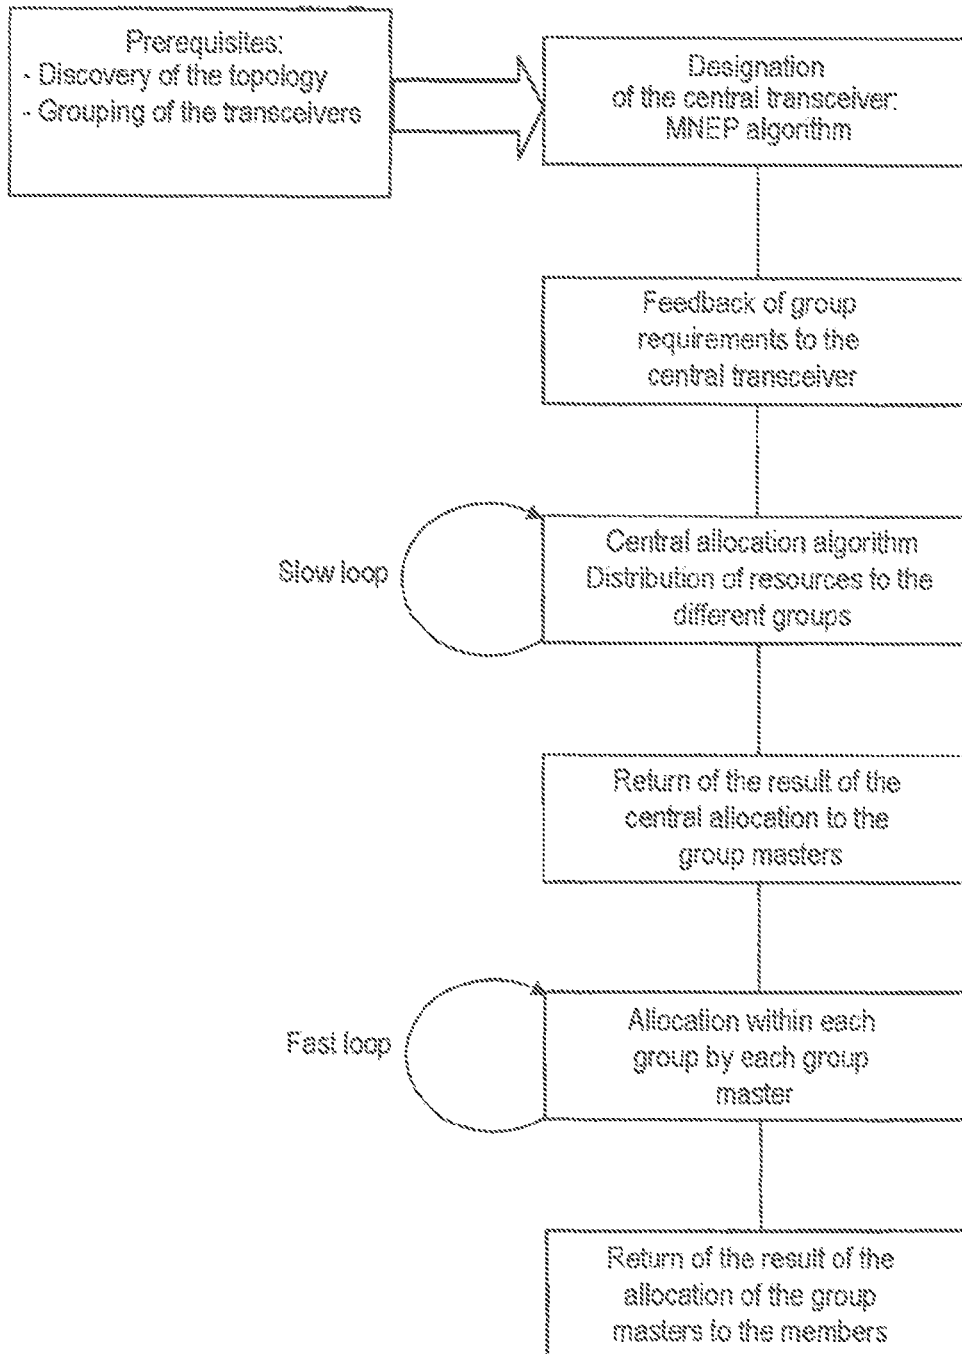 Prerequisites:
- Discovery of the topology
- Grouping of the transceivers
Designation
of the central transceiver:
MNEP algorithm
Feedback of group
requirements to the
central transceiver
Slow loop
Central allocation algorithm
Distribution of resources to the
different groups
Return of the result of the
central allocation to the
group masters
Fast loop
Allocation within each
group by each group
master
Return of the result of the
allocation of the group
masters to the members